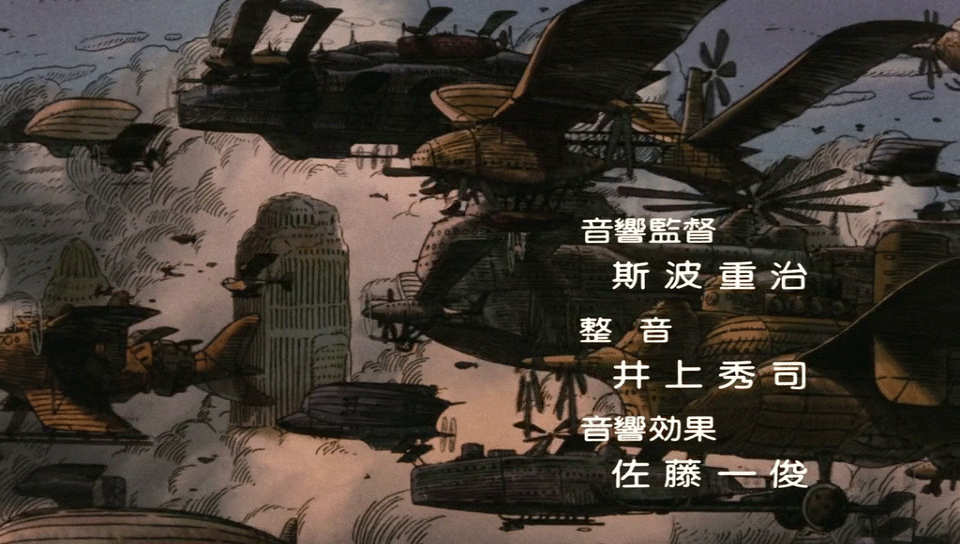 音響監督
斯波重治
整音
井上秀司
音響効果
佐藤一俊